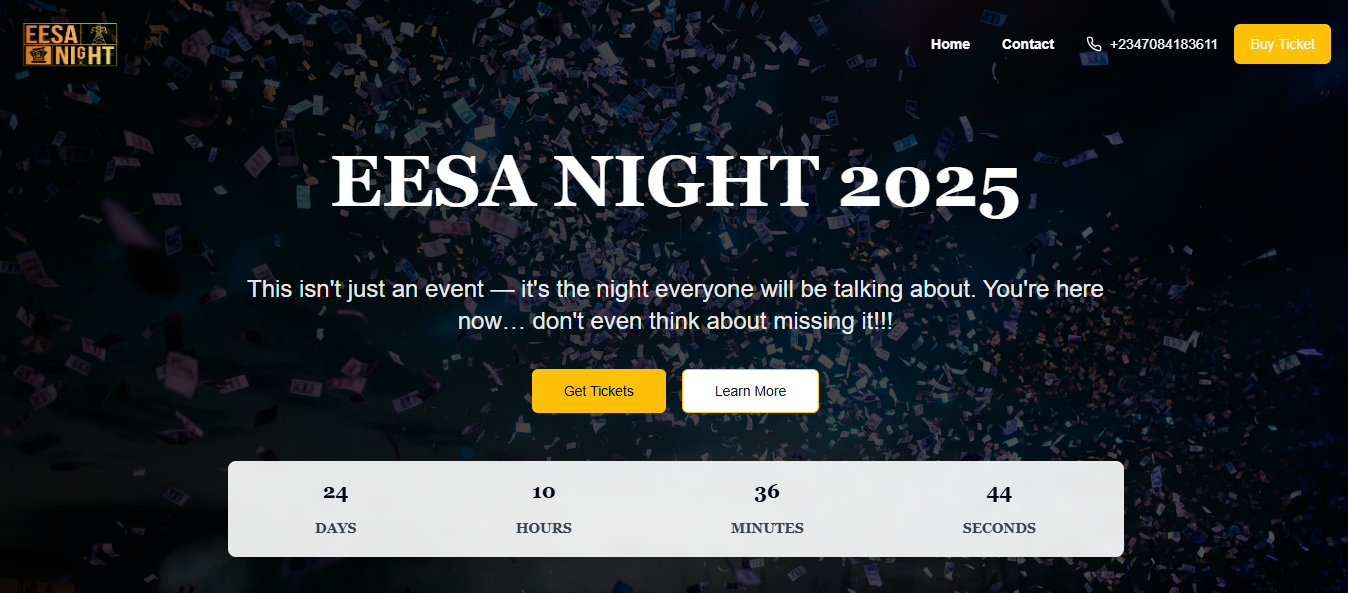 EESA
NIGHT
Home
Contact
+2347084183611
Buy Ticket
EESA NIGHT 2025
This isn't just an event — it's the night everyone will be talking about. You're here
now… don't even think about missing it!!!
Get Tickets
Learn More
24
10
36
44
DAYS
HOURS
MINUTES
SECONDS